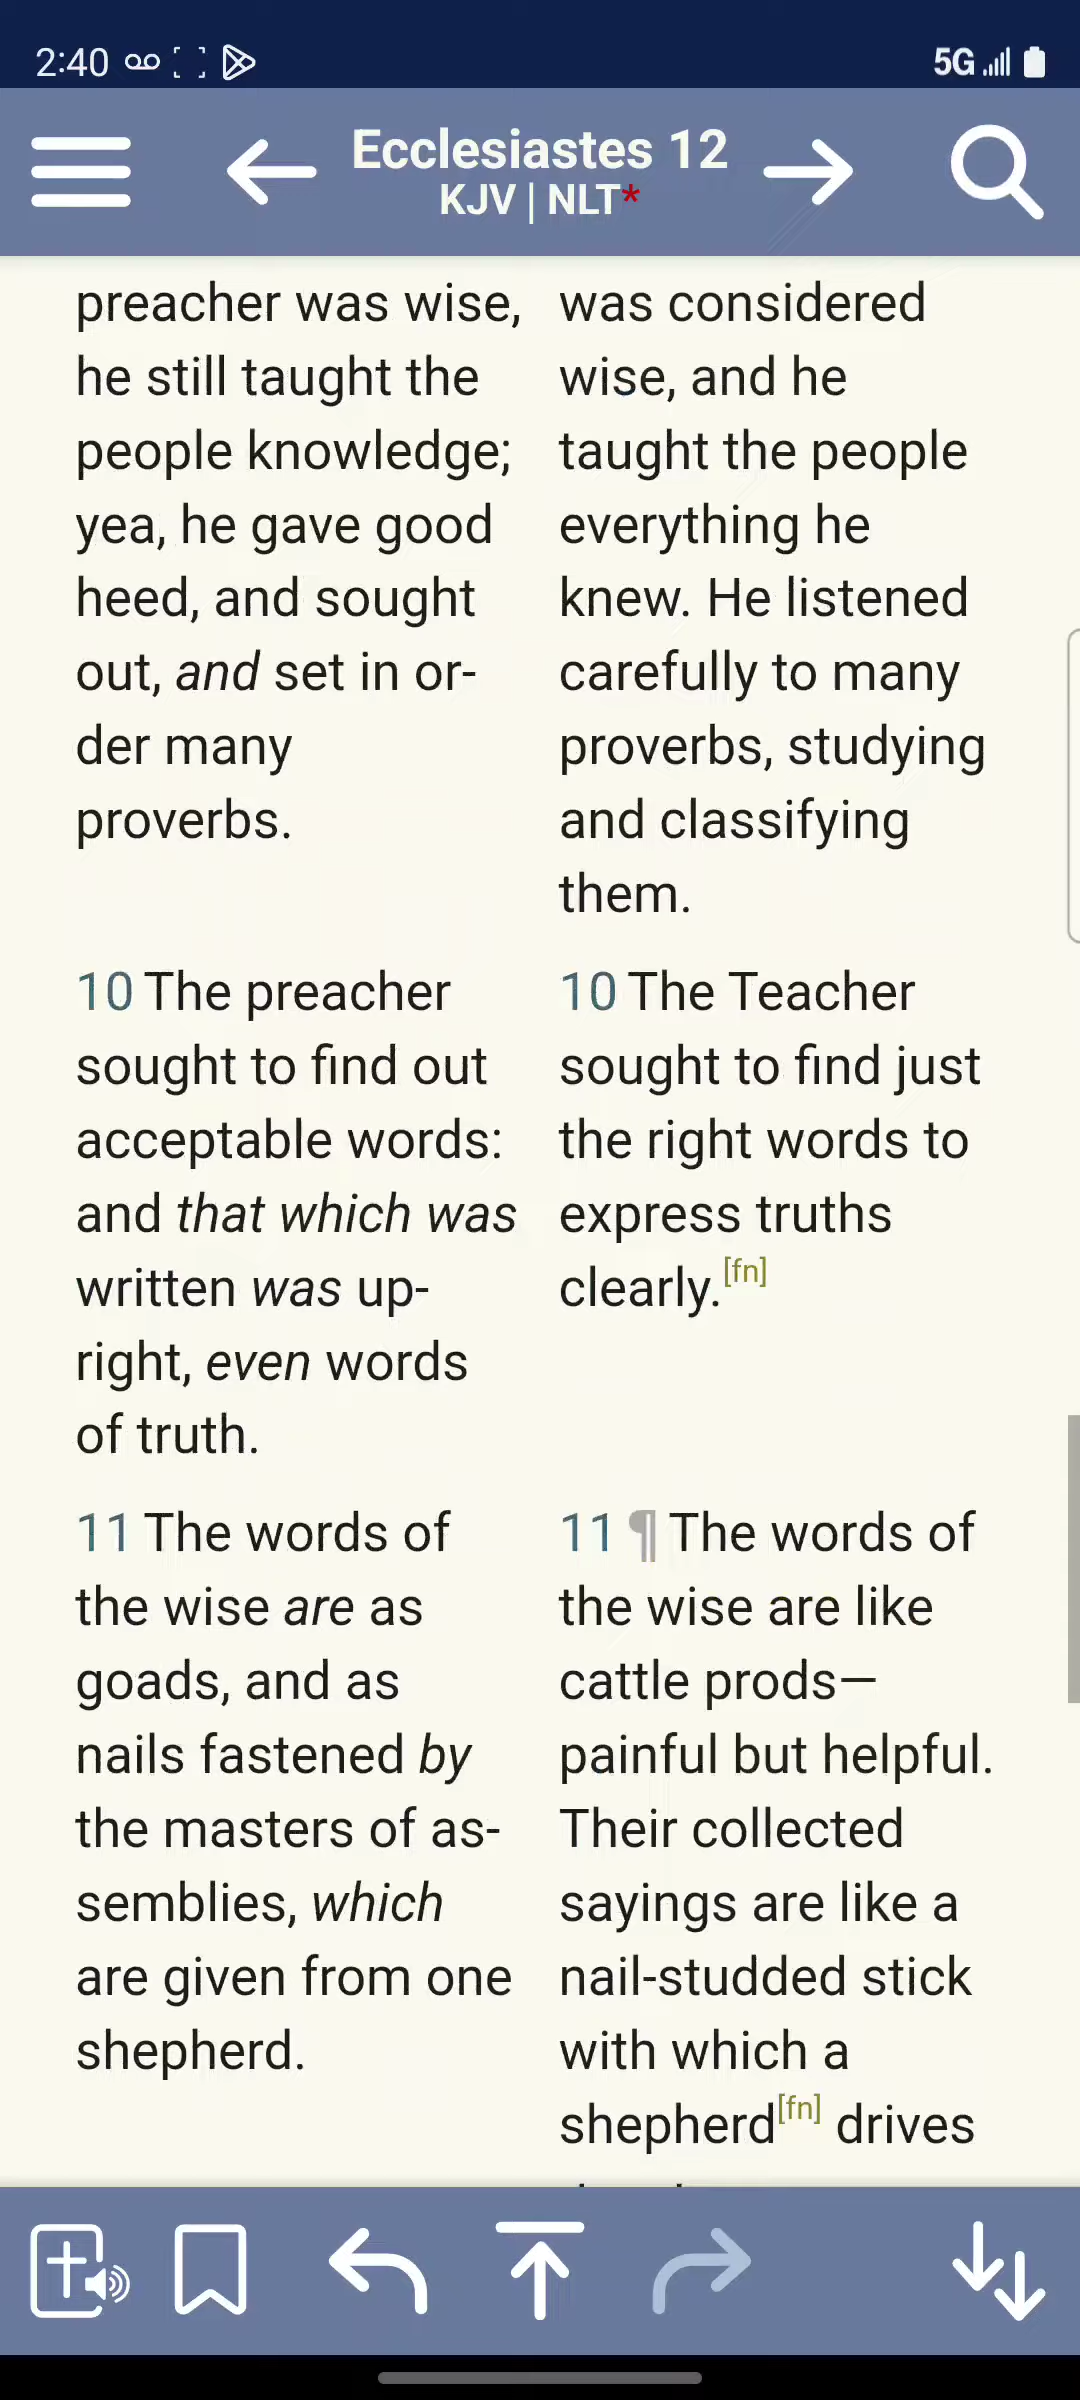 2:40
5G
Ecclesiastes 12
KJV | NLT*
preacher was wise,
he still taught the
people knowledge;
yea, he gave good
heed, and sought
out, and set in or-
der many
proverbs.
10 The preacher
sought to find out
acceptable words:
and that which was
written was up-
right, even words
of truth.
11 The words of
the wise are as
goads, and as
nails fastened by
the masters of as-
semblies, which
are given from one
shepherd.
was considered
wise, and he
taught the people
everything he
knew. He listened
carefully to many
proverbs, studying
and classifying
them.
10 The Teacher
sought to find just
the right words to
express truths
clearly.[fn]
11 ¶ The words of
the wise are like
cattle prods—
painful but helpful.
Their collected
sayings are like a
nail-studded stick
with which a
shepherd[fn] drives